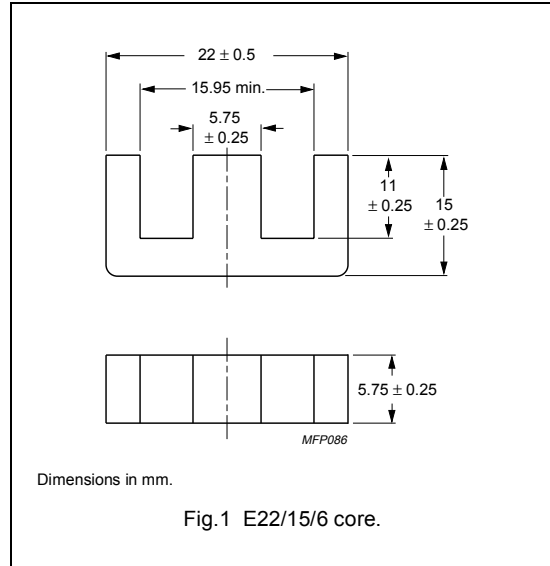 22 ± 0.5
15.95 min.
5.75
± 0.25
11
± 0.25
15
± 0.25
5.75 ± 0.25
MFP086
Dimensions in mm.
Fig.1 E22/15/6 core.